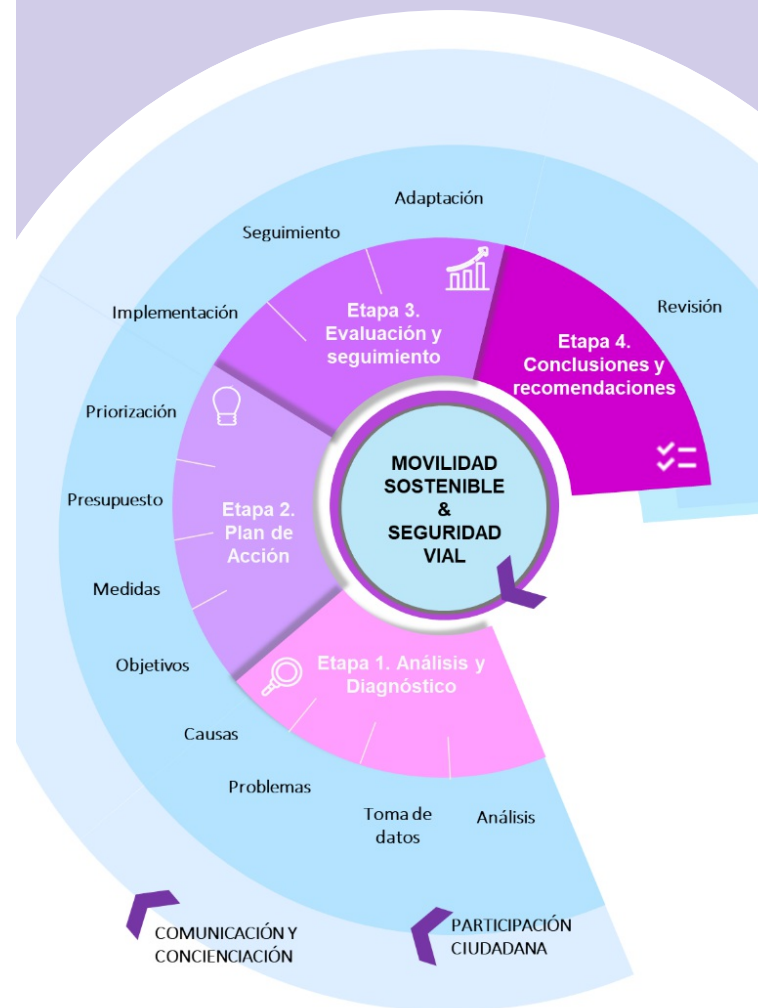 Adaptación
Seguimiento
Implementación
Revisión
Etapa 3.
Evaluación y
seguimiento
Etapa 4.
Conclusiones y
recomendaciones
Priorización
Presupuesto
Medidas
Objetivos
Etapa 2.
Plan de
Acción
MOVILIDAD
SOSTENIBLE
&
SEGURIDAD
VIAL
Etapa 1. Análisis y
Diagnóstico
Causas
Problemas
Toma de
datos
Análisis
COMUNICACIÓN Y
CONCIENCIACIÓN
PARTICIPACIÓN
CIUDADANA